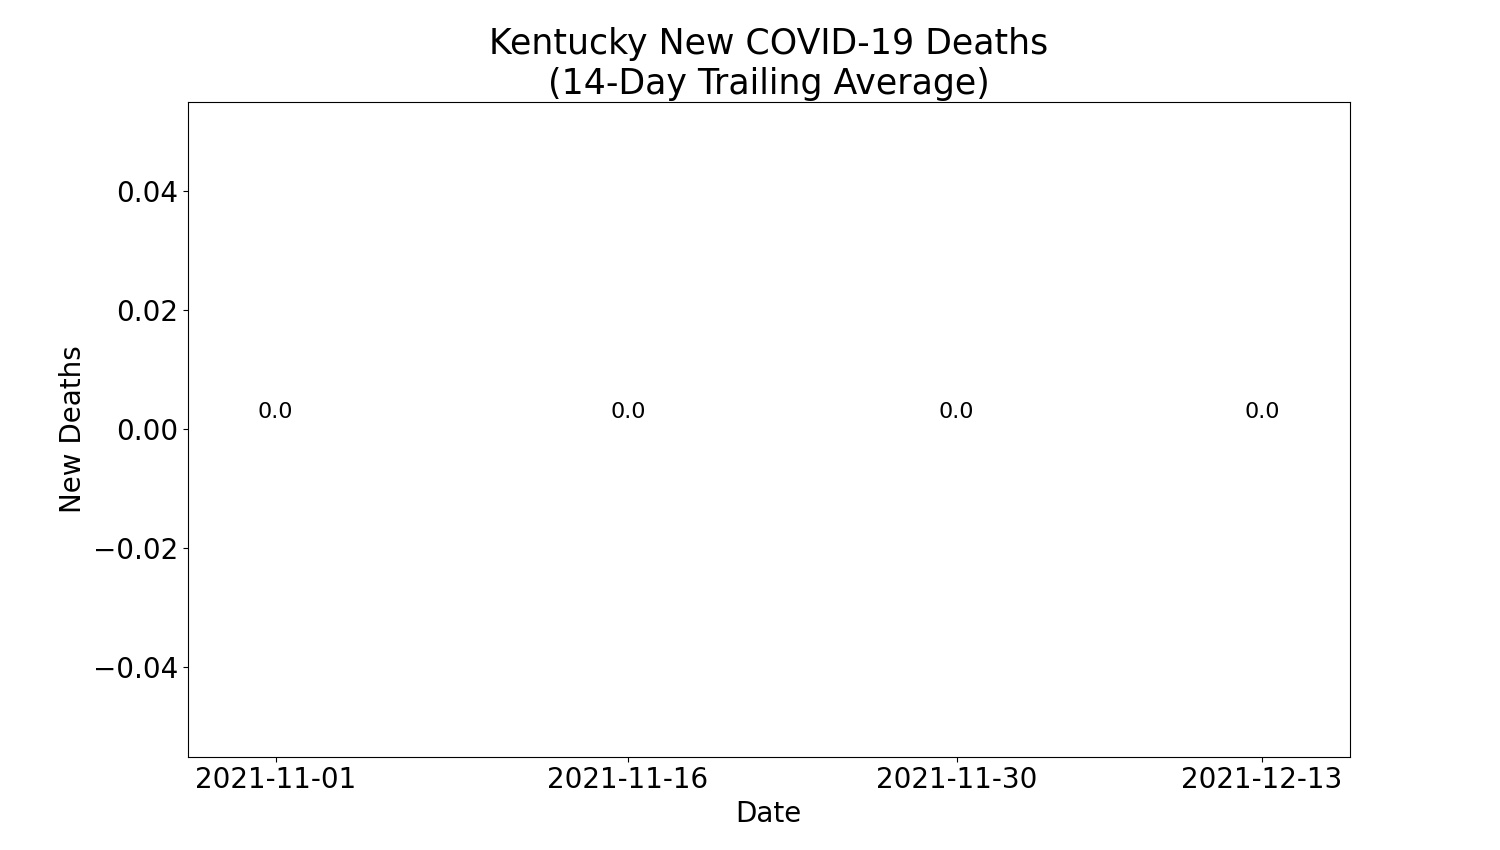 Kentucky New COVID-19 Deaths
(14-Day Trailing Average)
New Deaths
0.04
0.02
0.00
−0.02
−0.04
0.0 0.0 0.0 0.0
2021-11-01 2021-11-16 2021-11-30 2021-12-13
Date